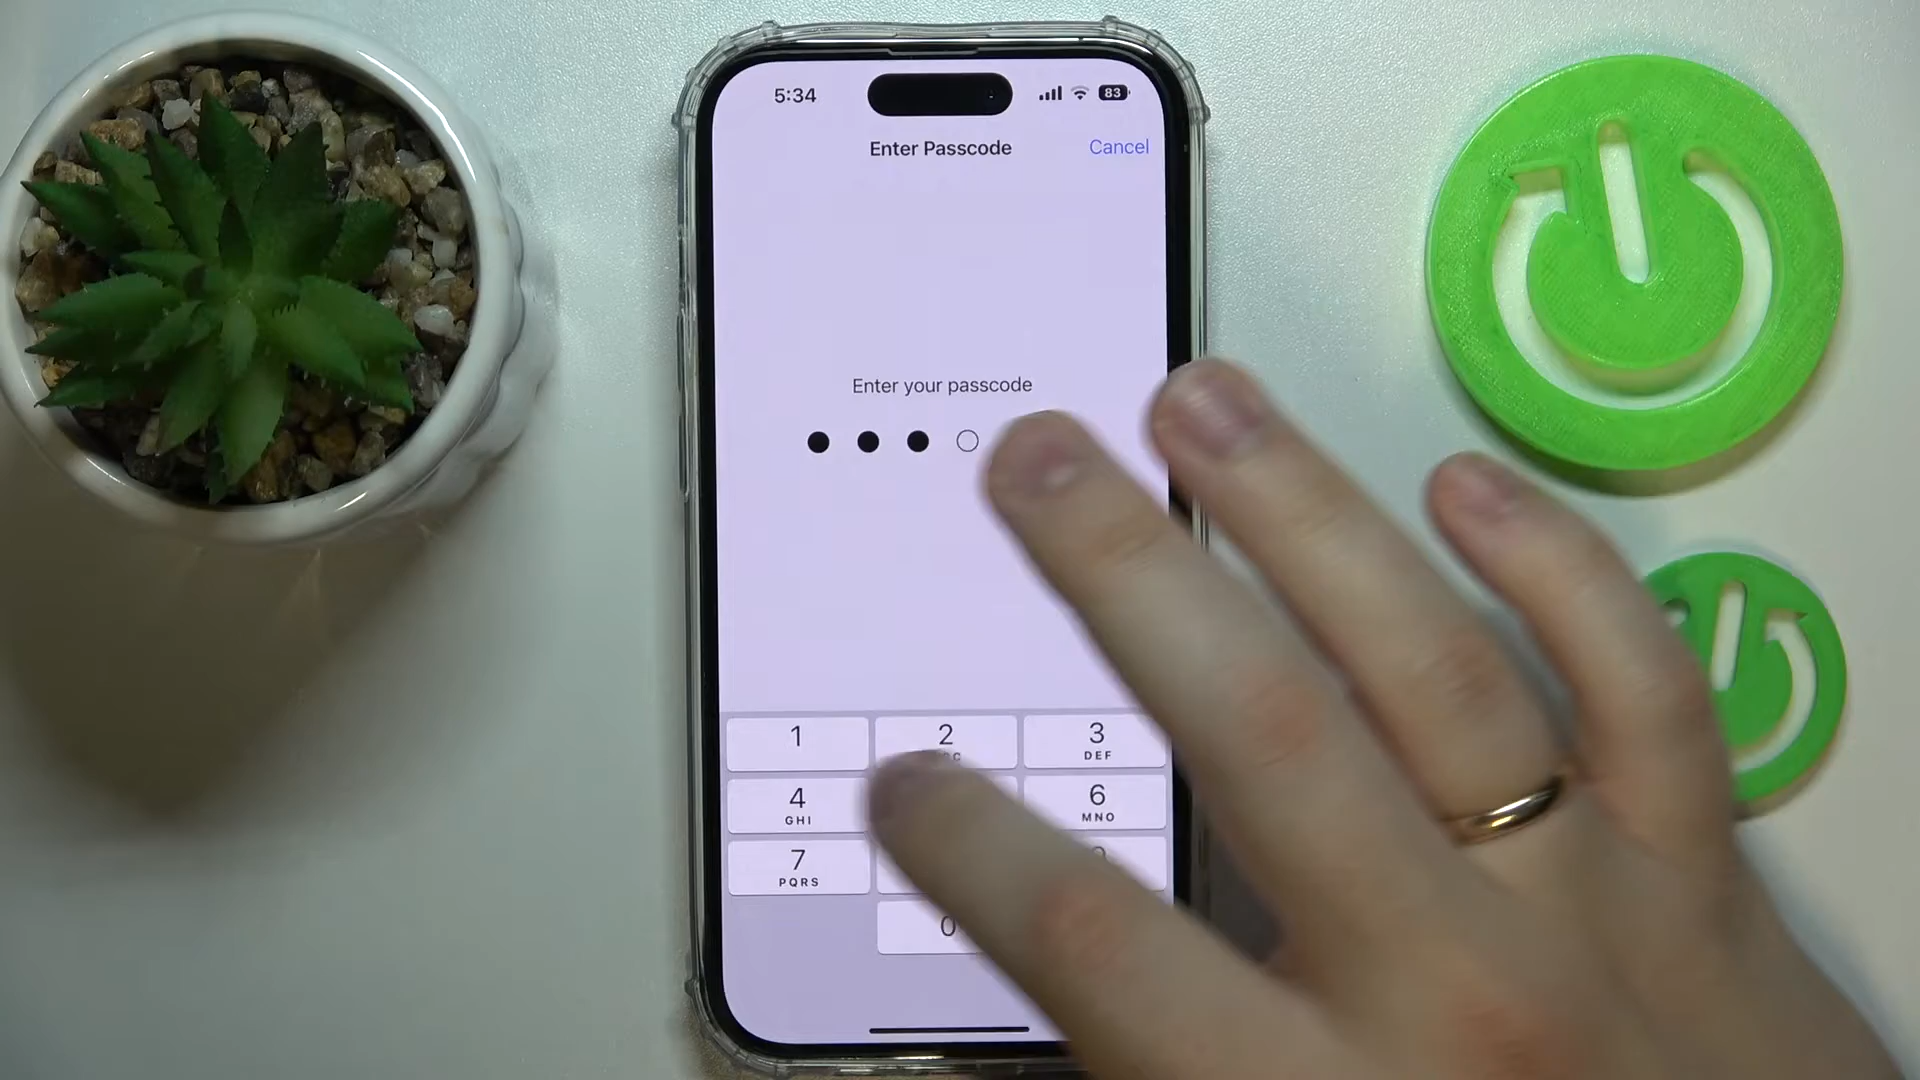 5:34
83
Enter Passcode
Cancel
Enter your passcode
1
2
3
DEF
4
GHI
6
MNO
7
PQRS
0